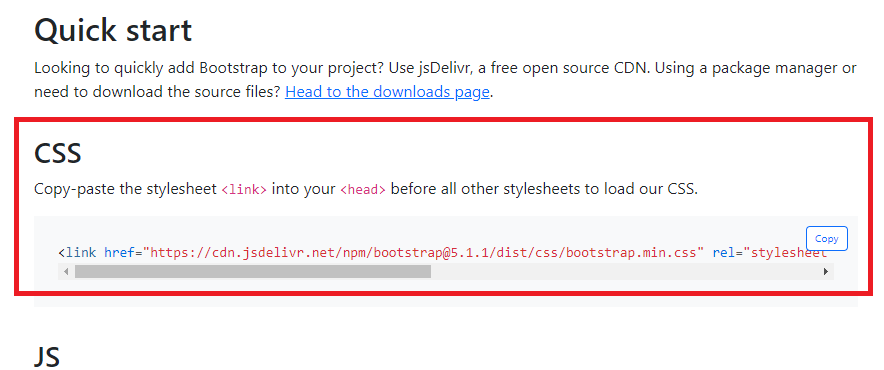 Quick start
Looking to quickly add Bootstrap to your project? Use jsDelivr, a free open source CDN. Using a package manager or
need to download the source files? Head to the downloads page.
CSS
Copy-paste the stylesheet <link> into your <head> before all other stylesheets to load our CSS.
Copy
<link href="https://cdn.jsdelivr.net/npm/bootstrap@5.1.1/dist/css/bootstrap.min.css" rel="stylesheet"
JS